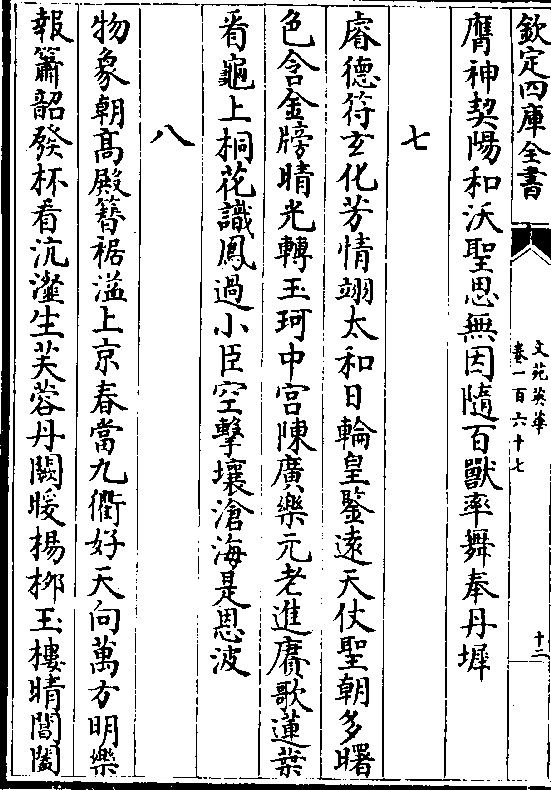 欽定四庫全書
文苑英華
卷一百六十七
十二
膺神契陽和沃聖思無因隨百獸率舞奉丹墀
七
睿德符玄化芳情翊太和日輪皇鑒遠天仗聖朝多曙
色含金牓晴光轉玉珂中宫陳廣樂元老進賡歌蓮葉
看龜上桐花識鳳過小臣空擊壤滄海是恩波
八
物象朝髙殿簪裾溢上京春當九衢好天向萬方明樂
報簫韶發杯看沆瀣生芙蓉丹闕暖楊栁玉樓晴閶闔